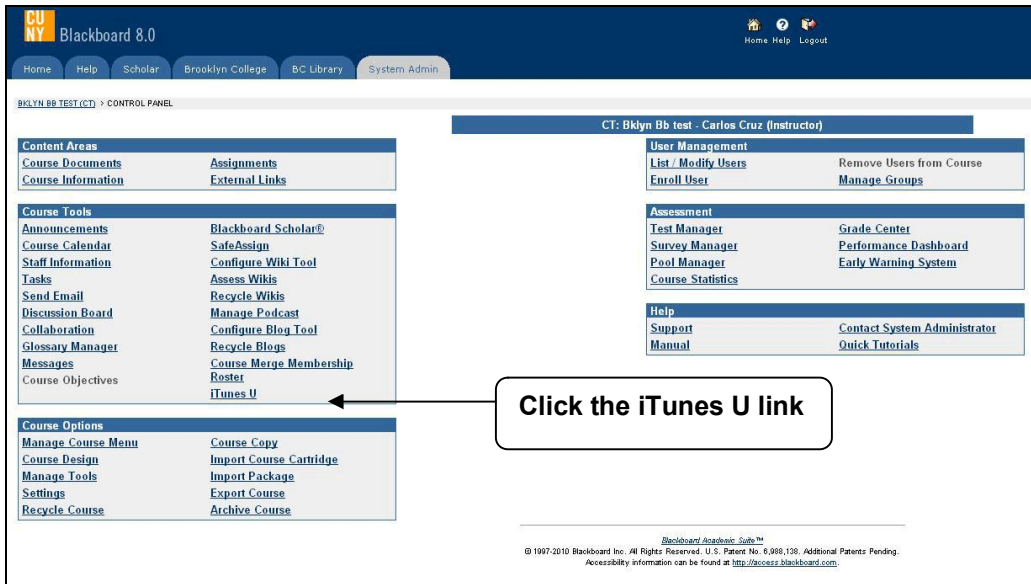 CU
NY Blackboard 8.0
Home Help Logout
Home Help Scholar Brooklyn College BC Library System Admin
BKLYN BB TEST (CT) > CONTROL PANEL
CT: Bklyn Bb test - Carlos Cruz (Instructor)
Content Areas
Course Documents Assignments
Course Information External Links
Course Tools
Announcements Blackboard Scholar®
Course Calendar SafeAssign
Staff Information Configure Wiki Tool
Tasks Assess Wikis
Send Email Recycle Wikis
Discussion Board Manage Podcast
Collaboration Configure Blog Tool
Glossary Manager Recycle Blogs
Messages Course Merge Membership
Course Objectives Roster
iTunes U
Course Options
Manage Course Menu Course Copy
Course Design Import Course Cartridge
Manage Tools Import Package
Settings Export Course
Recycle Course Archive Course
User Management
List / Modify Users Remove Users from Course
Enroll User Manage Groups
Assessment
Test Manager Grade Center
Survey Manager Performance Dashboard
Pool Manager Early Warning System
Course Statistics
Help
Support Contact System Administrator
Manual Quick Tutorials
Click the iTunes U link
Blackboard Academic Suite™
© 1997-2010 Blackboard Inc. All Rights Reserved. U.S. Patent No. 6,988,138. Additional Patents Pending.
Accessibility information can be found at http://access.blackboard.com.